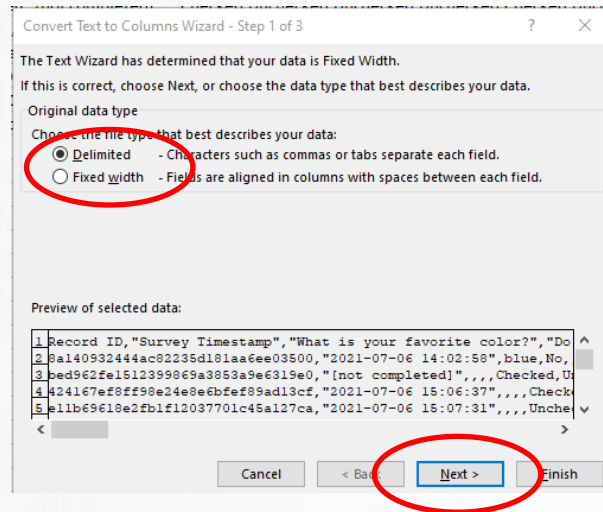 Convert Text to Columns Wizard - Step 1 of 3 ? ×
The Text Wizard has determined that your data is Fixed Width.
If this is correct, choose Next, or choose the data type that best describes your data.
Original data type
Choose the file type that best describes your data:
Delimited - Characters such as commas or tabs separate each field.
Fixed width - Fields are aligned in columns with spaces between each field.
Preview of selected data:
1 Record ID,"Survey Timestamp","What is your favorite color?","Do
2 8a140932444ac82235d181aa6ee03500,"2021-07-06 14:02:58",blue,No,
3 bed962fe1512399869a3853a9e6319e0,"[not completed]",,,,Checked,Un
4 424167ef8ff98e24e8e6bfef89ad13cf,"2021-07-06 15:06:37",,,,Check
5 e11b69618e2fb1f12037701c45a127ca,"2021-07-06 15:07:31",,,,Unche
Cancel < Back Next > Finish